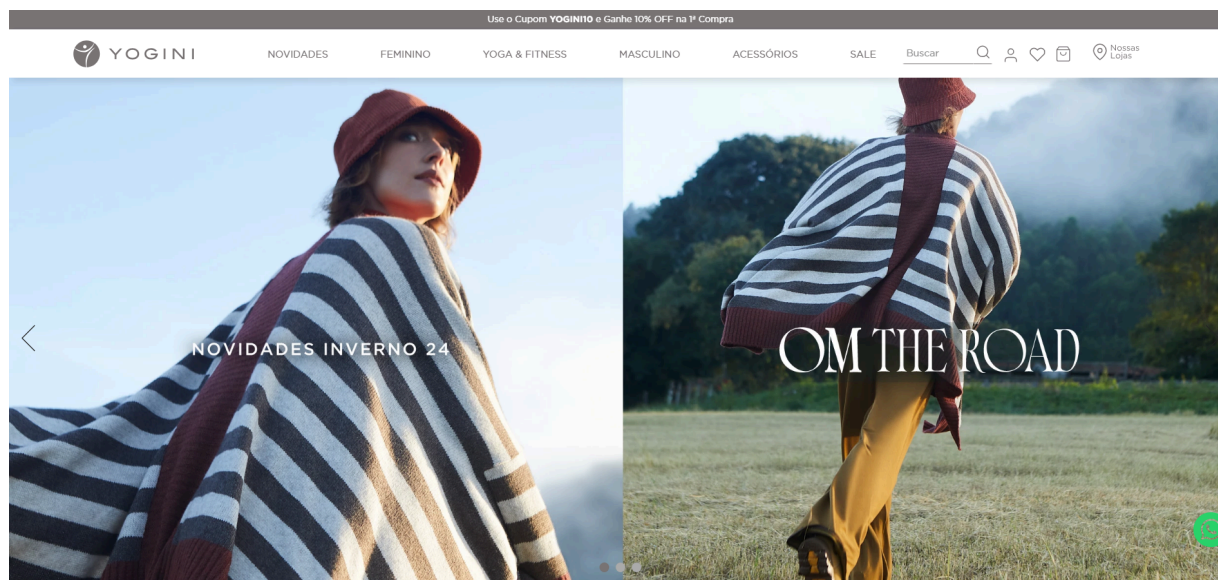 Use o Cupom YOGINI10 e Ganhe 10% OFF na 1ª Compra
YOGINI
NOVIDADES
FEMININO
YOGA & FITNESS
MASCULINO
ACESSÓRIOS
SALE
Buscar
Nossas
Lojas
NOVIDADES INVERNO 24
OM THE ROAD